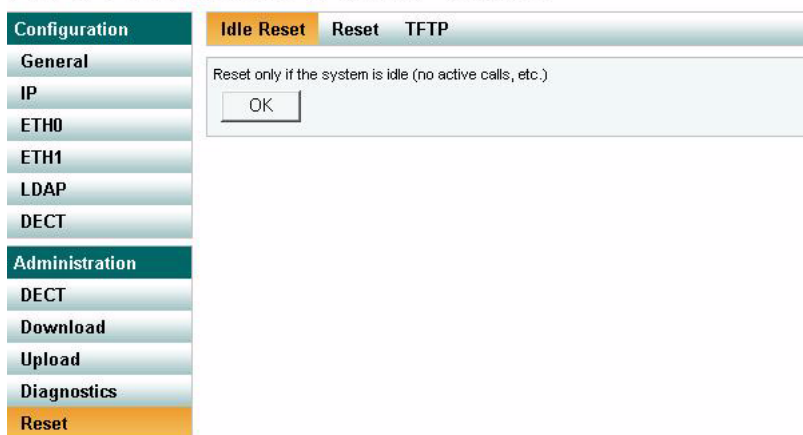 Configuration
General
IP
ETH0
ETH1
LDAP
DECT
Administration
DECT
Download
Upload
Diagnostics
Reset
Idle Reset Reset TFTP
Reset only if the system is idle (no active calls, etc.)
OK